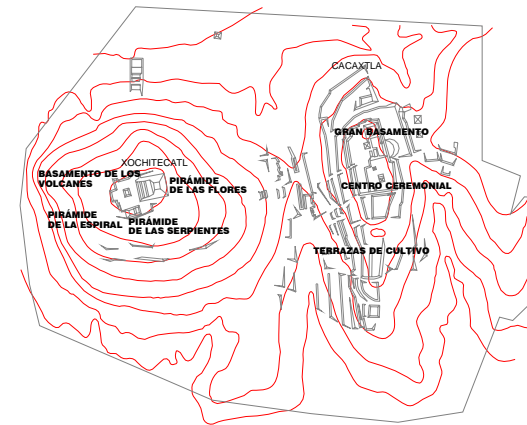 CACAXTLA
GRAN BASAMENTO
XOCHITECATL
BASAMENTO DE LOS
VOLCANES
PIRÁMIDE
DE LAS FLORES
CENTRO CEREMONIAL
PIRÁMIDE
DE LA ESPIRAL
PIRÁMIDE
DE LAS SERPIENTES
TERRAZAS DE CULTIVO